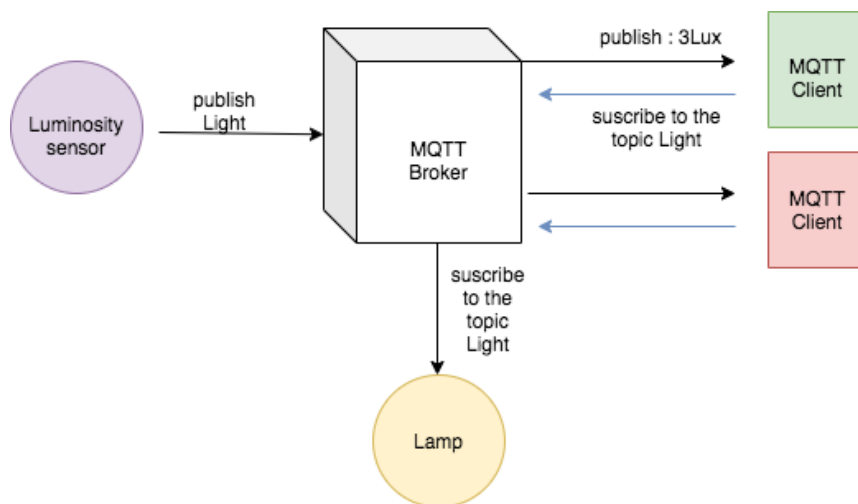 Luminosity
sensor
publish
Light
MQTT
Broker
publish : 3Lux
suscribe to the
topic Light
MQTT
Client
MQTT
Client
suscribe
to the
topic
Light
Lamp